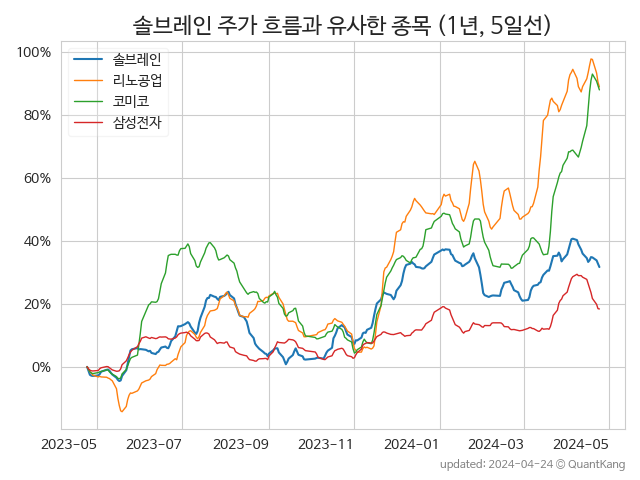 솔브레인 주가 흐름과 유사한 종목 (1년, 5일선)
100%
80%
60%
40%
20%
0%
솔브레인
리노공업
코미코
삼성전자
2023-05 2023-07 2023-09 2023-11 2024-01 2024-03 2024-05
updated: 2024-04-24 © QuantKang